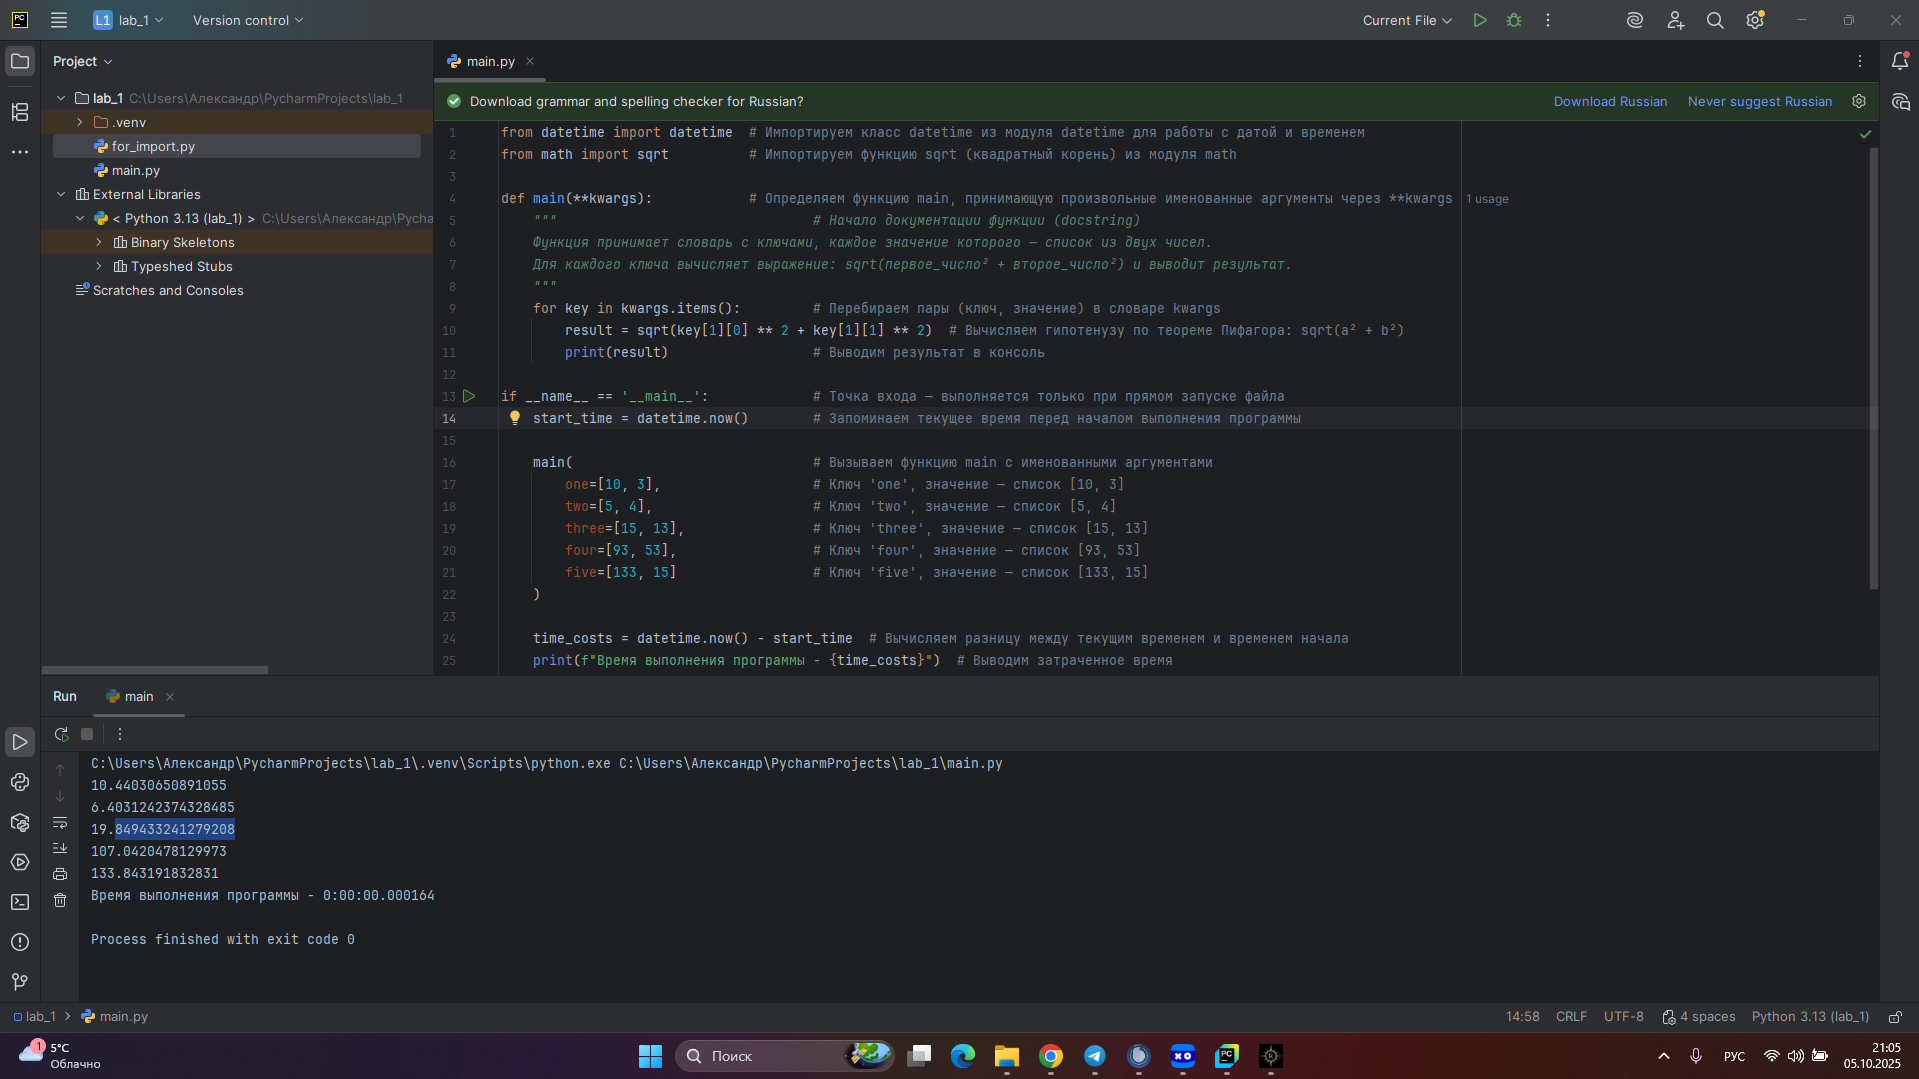 PC
L1 lab_1
Version control
Current File
Project
main.py
lab_1 C:\Users\Александр\PycharmProjects\lab_1
.venv
for_import.py
main.py
External Libraries
< Python 3.13 (lab_1) > C:\Users\Александр\Pycha
Binary Skeletons
Typeshed Stubs
Scratches and Consoles
Download grammar and spelling checker for Russian?
Download Russian
Never suggest Russian
1 from datetime import datetime # Импортируем класс datetime из модуля datetime для работы с датой и временем
2 from math import sqrt # Импортируем функцию sqrt (квадратный корень) из модуля math
3
4 def main(**kwargs): # Определяем функцию main, принимающую произвольные именованные аргументы через **kwargs 1 usage
5 """ # Начало документации функции (docstring)
6 Функция принимает словарь с ключами, каждое значение которого — список из двух чисел.
7 Для каждого ключа вычисляет выражение: sqrt(первое_число² + второе_число²) и выводит результат.
8 """
9 for key in kwargs.items(): # Перебираем пары (ключ, значение) в словаре kwargs
10 result = sqrt(key[1][0] ** 2 + key[1][1] ** 2) # Вычисляем гипотенузу по теореме Пифагора: sqrt(a² + b²)
11 print(result) # Выводим результат в консоль
12
13 if __name__ == '__main__': # Точка входа — выполняется только при прямом запуске файла
14 start_time = datetime.now() # Запоминаем текущее время перед началом выполнения программы
15
16 main( # Вызываем функцию main с именованными аргументами
17 one=[10, 3], # Ключ 'one', значение — список [10, 3]
18 two=[5, 4], # Ключ 'two', значение — список [5, 4]
19 three=[15, 13], # Ключ 'three', значение — список [15, 13]
20 four=[93, 53], # Ключ 'four', значение — список [93, 53]
21 five=[133, 15] # Ключ 'five', значение — список [133, 15]
22 )
23
24 time_costs = datetime.now() - start_time # Вычисляем разницу между текущим временем и временем начала
25 print(f"Время выполнения программы - {time_costs}") # Выводим затраченное время
Run
main
C:\Users\Александр\PycharmProjects\lab_1\.venv\Scripts\python.exe C:\Users\Александр\PycharmProjects\lab_1\main.py
10.44030650891055
6.4031242374328485
19.849433241279208
107.0420478129973
133.843191832831
Время выполнения программы - 0:00:00.000164
Process finished with exit code 0
lab_1 > main.py
14:58 CRLF UTF-8 4 spaces Python 3.13 (lab_1)
1
5°C
Облачно
Поиск
XO
PC
РУС
21:05
05.10.2025